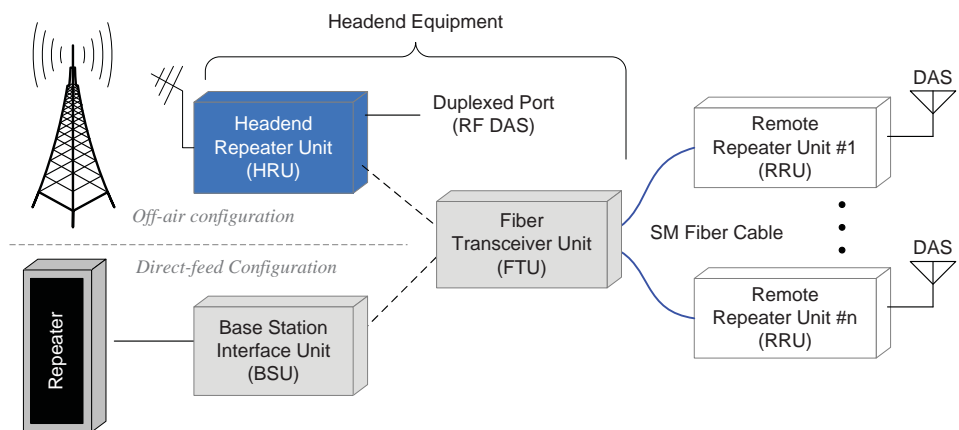 Headend Equipment
Headend
Repeater Unit
(HRU)
Duplexed Port
(RF DAS)
Off-air configuration
Direct-feed Configuration
Repeater
Base Station
Interface Unit
(BSU)
Fiber
Transceiver Unit
(FTU)
SM Fiber Cable
DAS
Remote
Repeater Unit #1
(RRU)
DAS
Remote
Repeater Unit #n
(RRU)